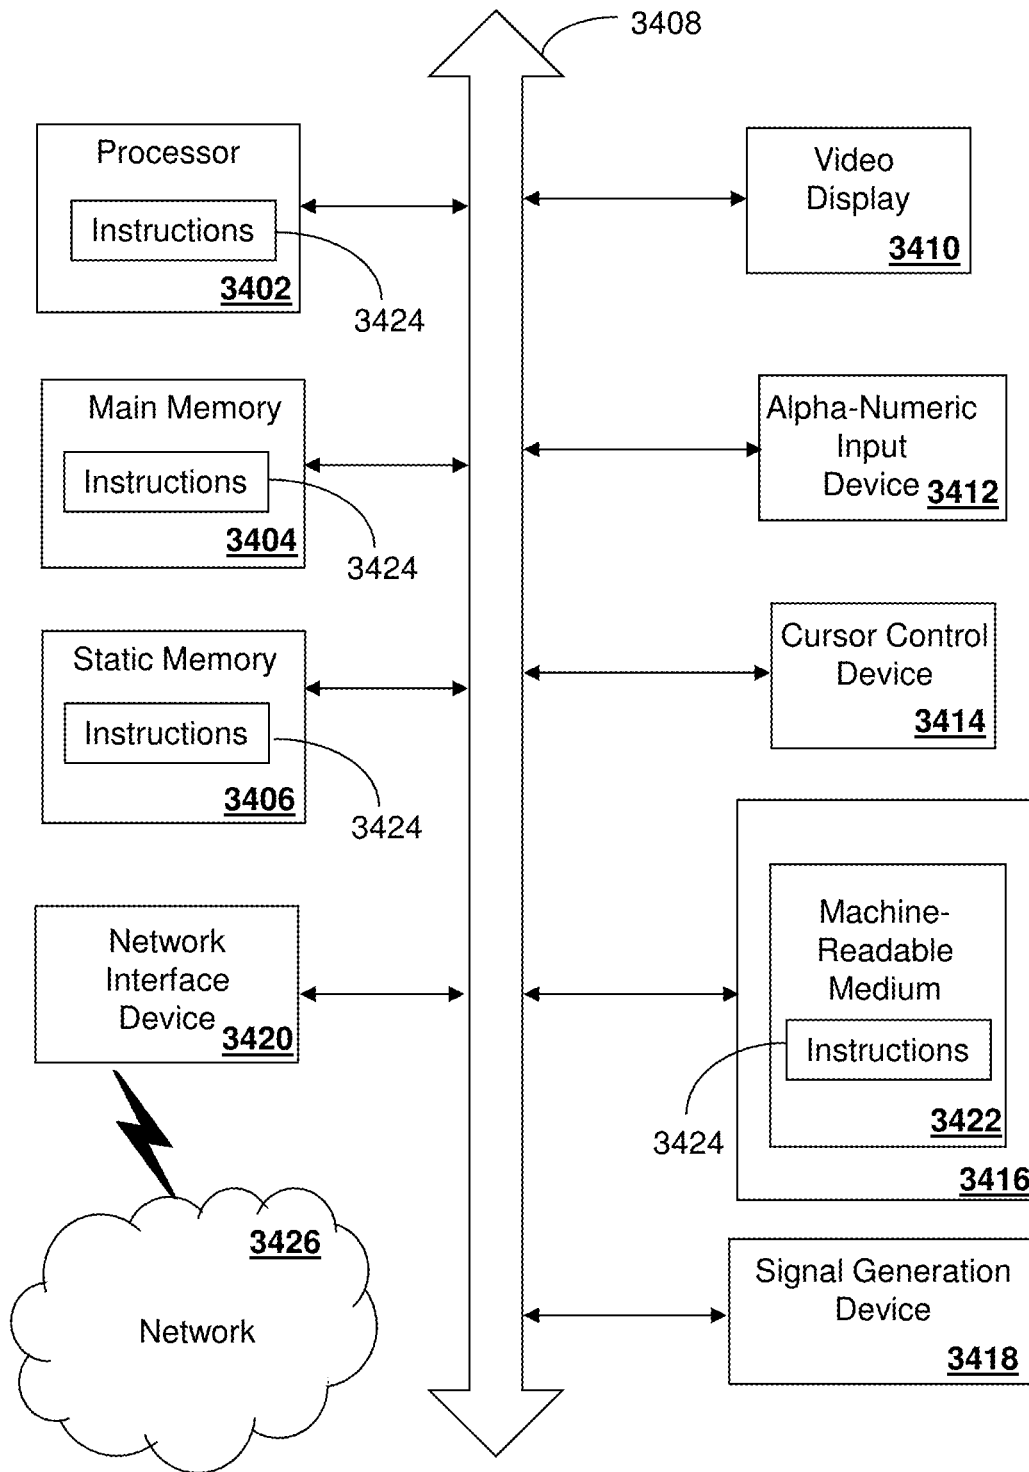 3408
Processor
Instructions
3402
3424
Main Memory
Instructions
3404
3424
Static Memory
Instructions
3406
3424
Network
Interface
Device
3420
3426
Network
Video
Display
3410
Alpha-Numeric
Input
Device
3412
Cursor Control
Device
3414
Machine-
Readable
Medium
Instructions
3424
3422
3416
Signal Generation
Device
3418